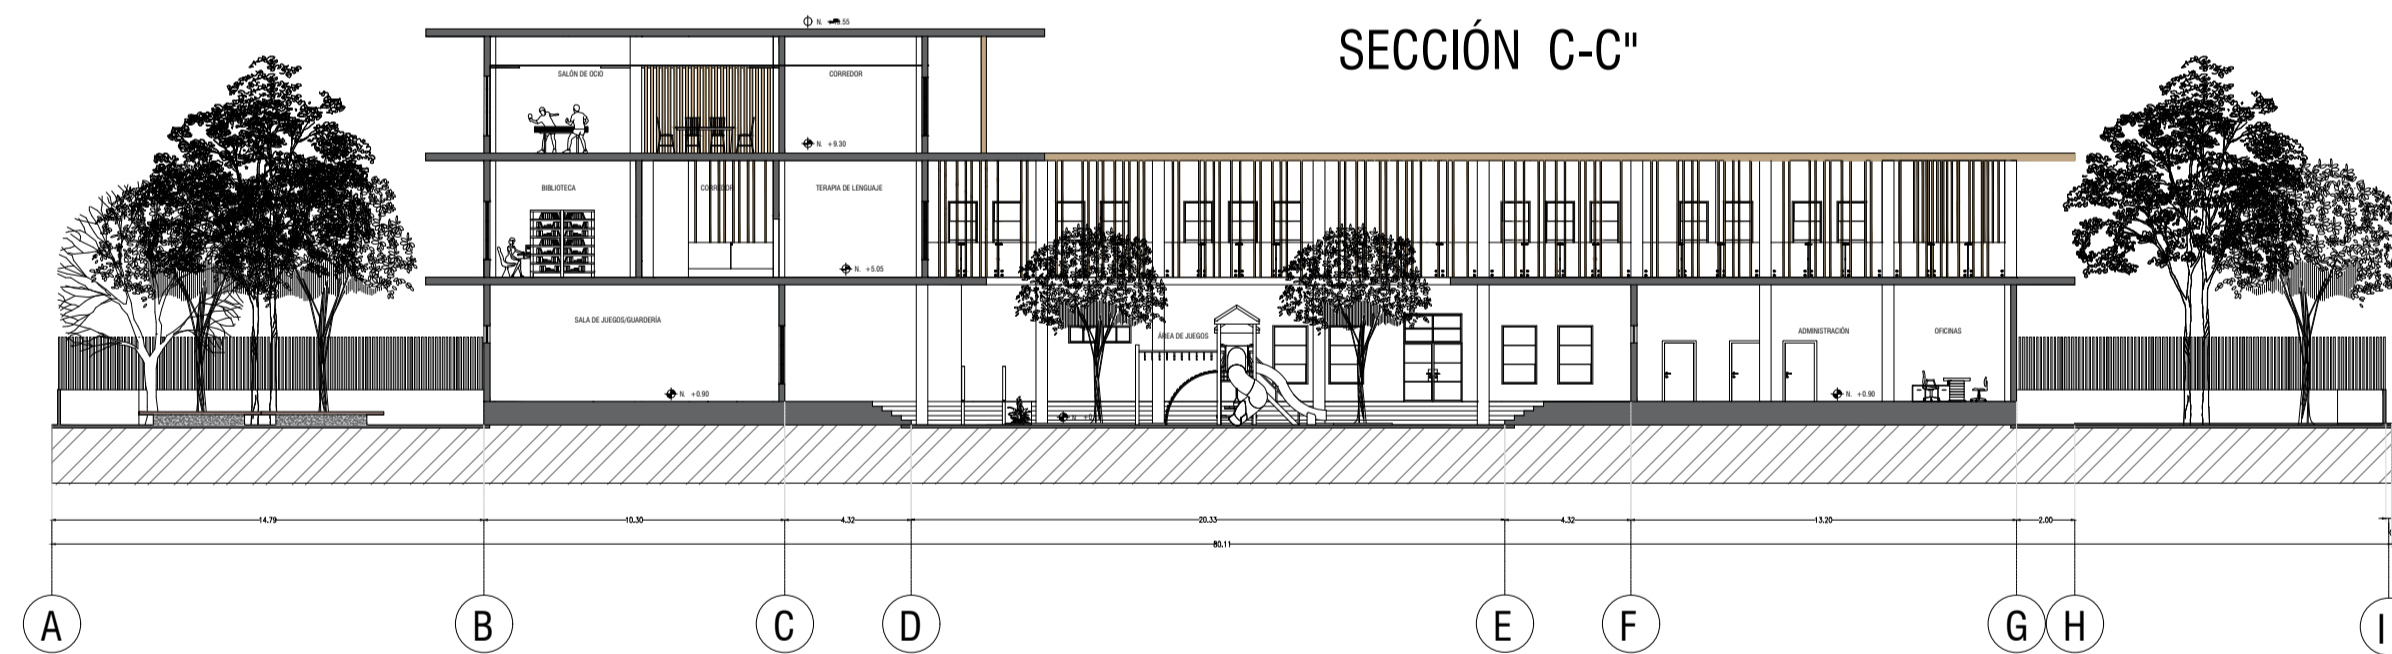 SECCIÓN C-C"
N.
SALÓN DE OCIO
CORREDOR
N. +9.30
BIBLIOTECA
CORREDOR
TERAPIA DE LENGUAJE
N. +5.05
SALA DE JUEGOS/GUARDERÍA
ÁREA DE JUEGOS
ADMINISTRACIÓN
OFICINAS
N. +0.90
N. +0.90
N.
14.79
10.30
4.32
20.33
4.32
13.20
2.00
80.11
A
B
C
D
E
F
G
H
I